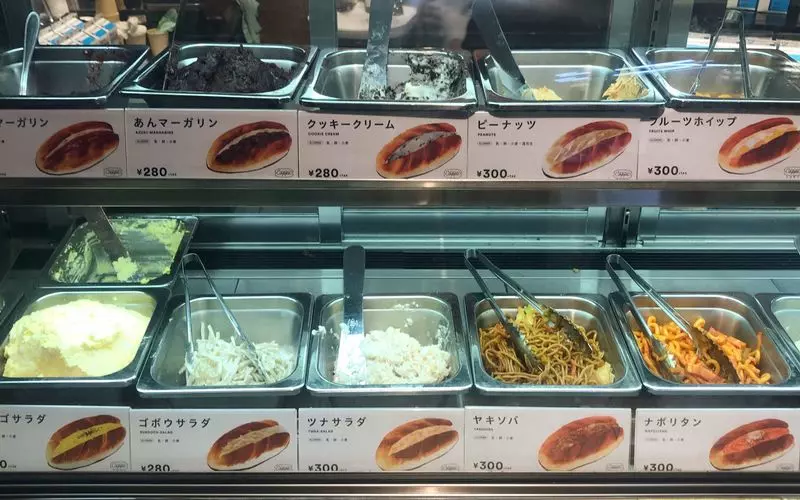 マーガリン
あんマーガリン
AZUKI MARGARINE
¥280
クッキークリーム
COOKIE CREAM
¥280
ピーナッツ
PEANUTS
¥300
フルーツホイップ
FRUITS WHIP
¥300
ゴサラダ
ゴボウサラダ
BURDOCK SALAD
¥280
ツナサラダ
TUNA SALAD
¥300
ヤキソバ
YAKISOBA
¥300
ナポリタン
NAPOLITAN
¥300